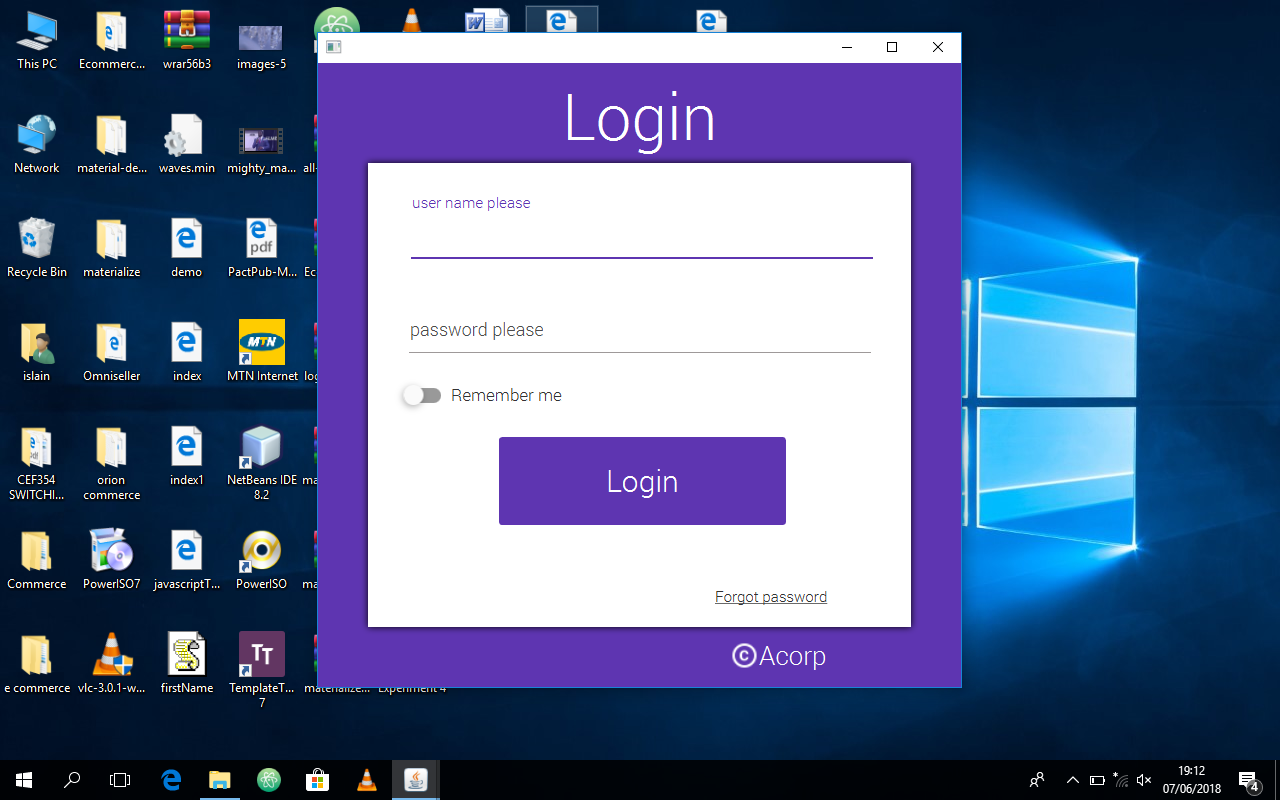 This PC
Ecommerc...
wrar56b3
images-5
Network
material-de...
waves.min
mighty_ma...
all-
Recycle Bin
materialize
demo
pdf
PactPub-M...
Ec
islain
Omniseller
index
MTN
MTN Internet
log
CEF354
SWITCHI...
orion
commerce
index1
NetBeans IDE
8.2
ma
Commerce
PowerISO7
javascriptT...
PowerISO
ma
e commerce
vlc-3.0.1-w...
firstName
TT
TemplateT...
7
materialize...
Experiment 4
Login
user name please
password please
Remember me
Login
Forgot password
©Acorp
19:12
07/06/2018
4